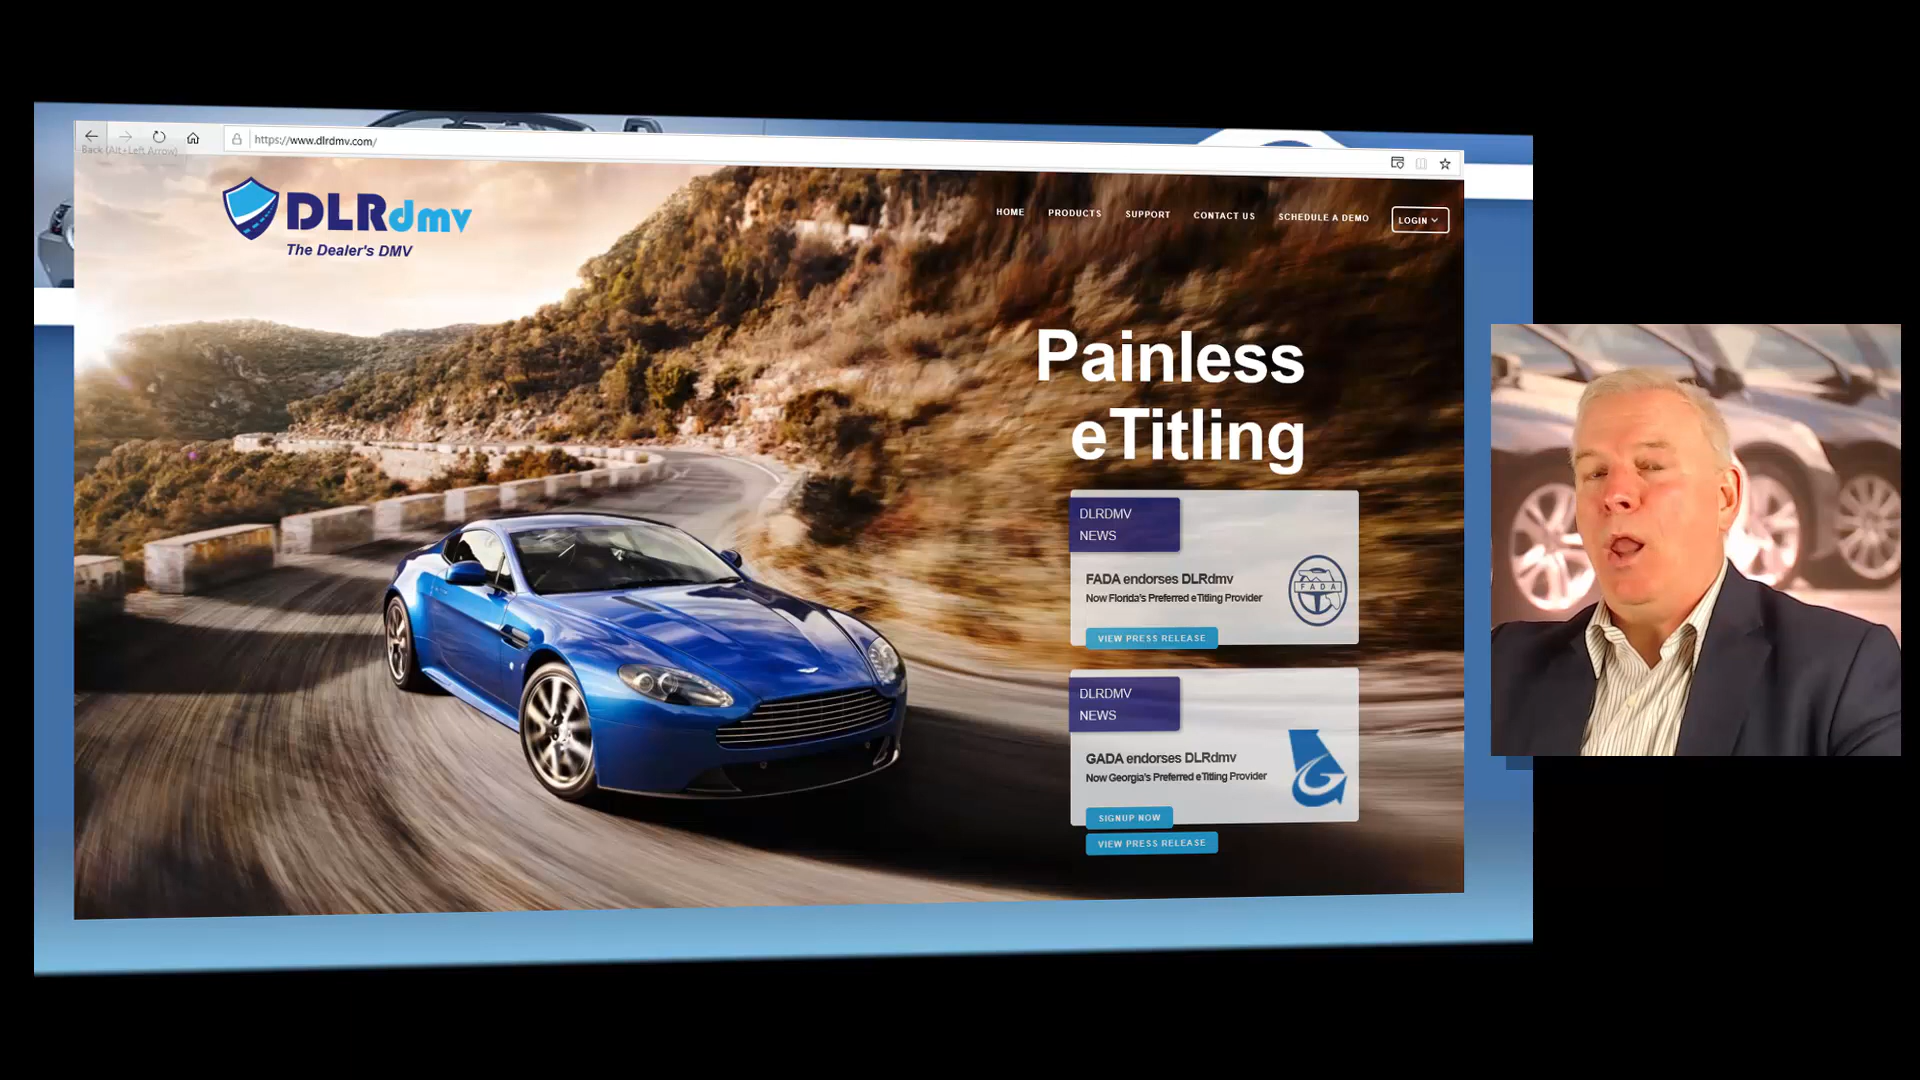 Back (Alt+Left Arrow)
https://www.dlrdmv.com/
DLRdmv
The Dealer's DMV
HOME PRODUCTS SUPPORT CONTACT US SCHEDULE A DEMO LOGIN
Painless
eTitling
DLRDMV
NEWS
FADA endorses DLRdmv
Now Florida's Preferred eTitling Provider
FADA
VIEW PRESS RELEASE
DLRDMV
NEWS
GADA endorses DLRdmv
Now Georgia's Preferred eTitling Provider
G
SIGNUP NOW
VIEW PRESS RELEASE